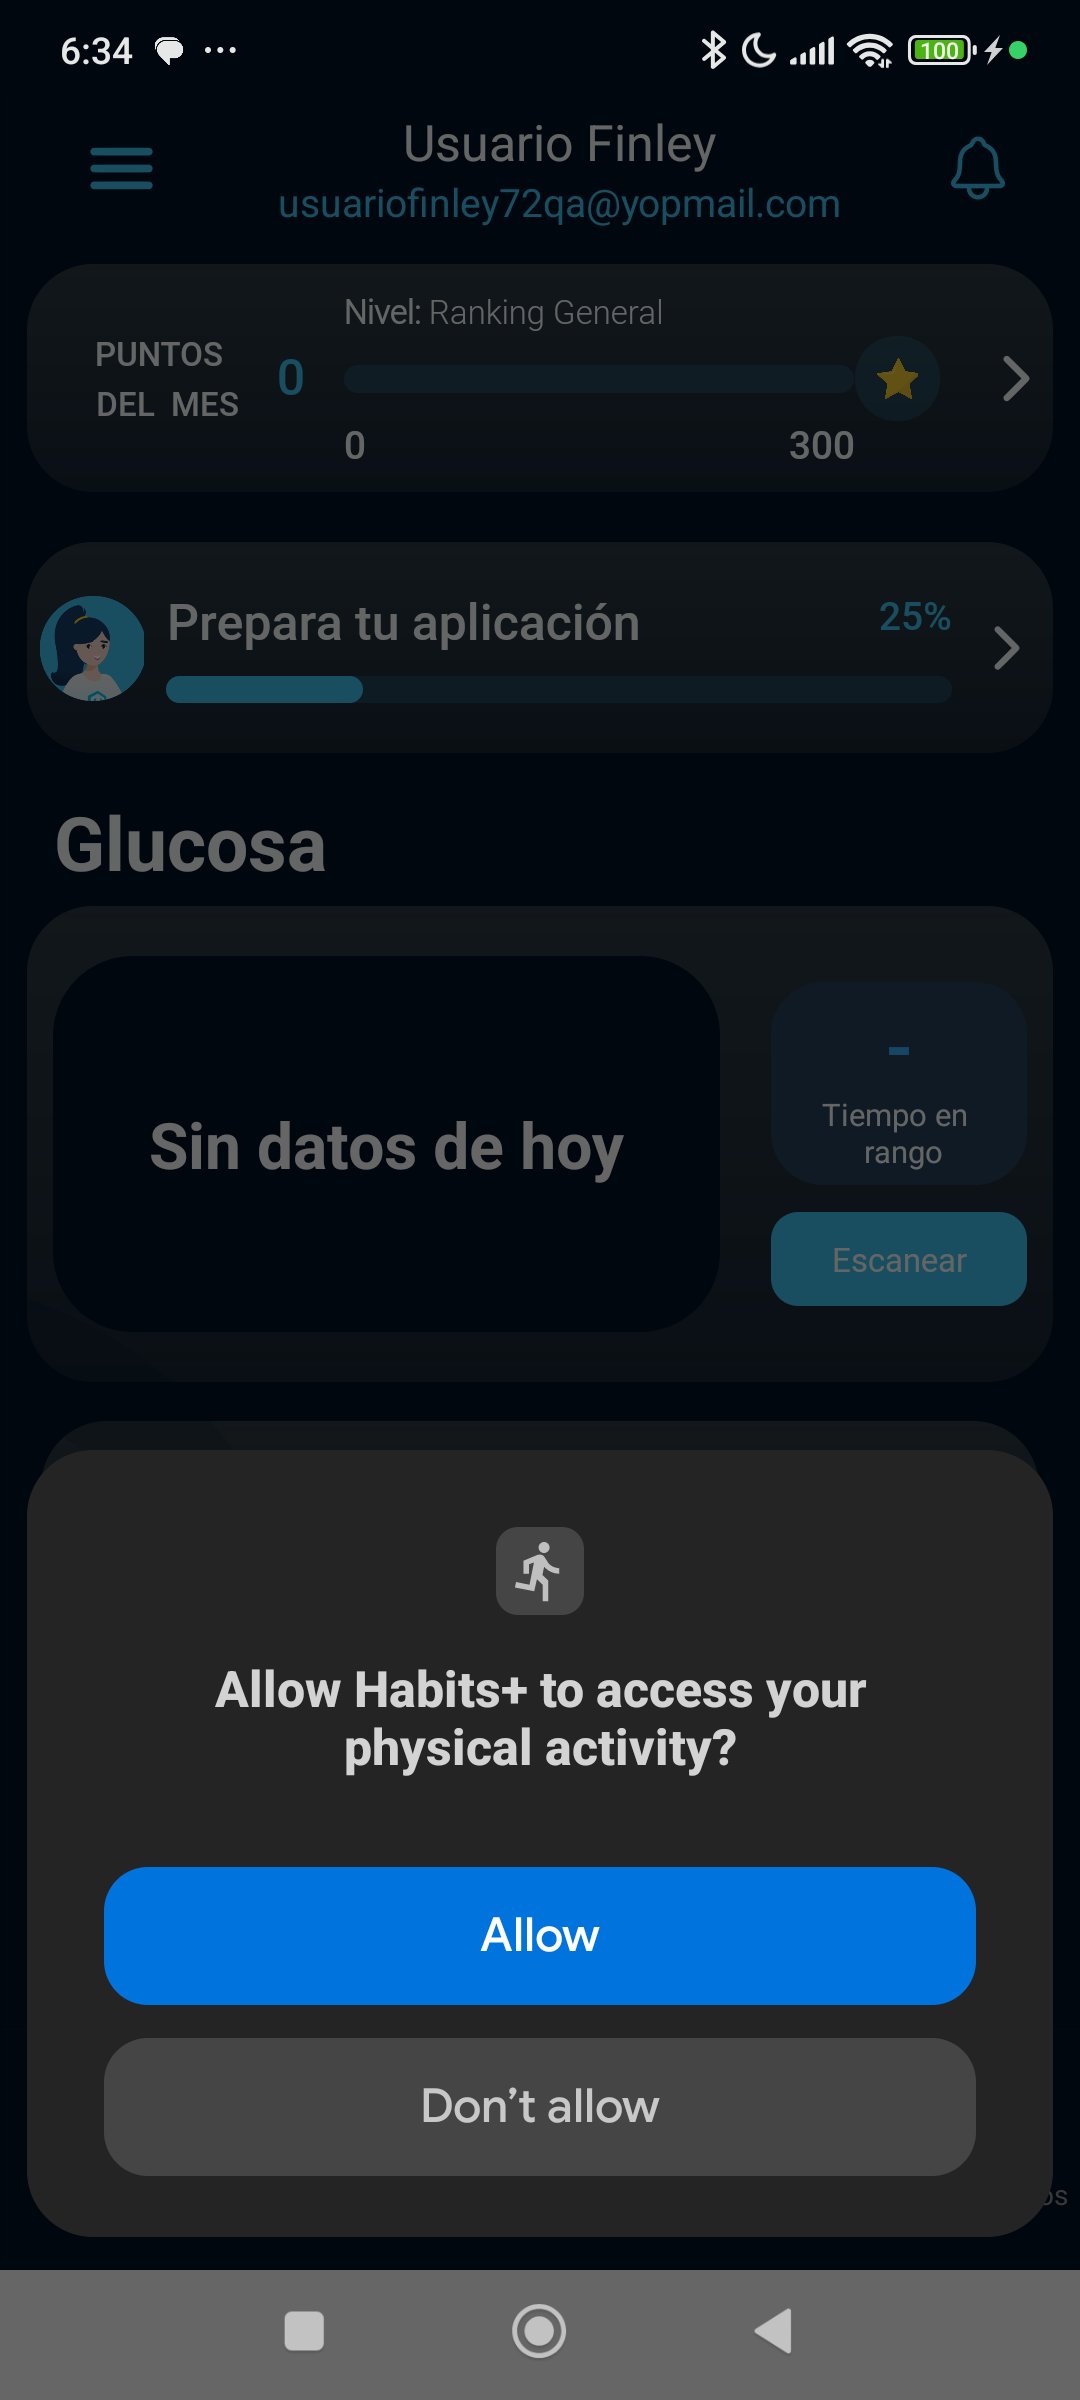 6:34
100
Usuario Finley
usuariofinley72qa@yopmail.com
Nivel: Ranking General
PUNTOS
DEL MES
0
0
300
Prepara tu aplicación
25%
Glucosa
Sin datos de hoy
-
Tiempo en
rango
Escanear
Allow Habits+ to access your
physical activity?
Allow
Don’t allow